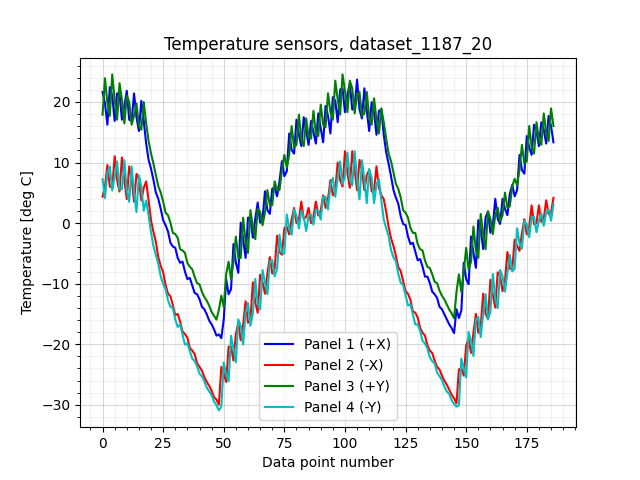 Temperature sensors, dataset_1187_20
Temperature [deg C]
20
10
0
−10
−20
−30
Panel 1 (+X)
Panel 2 (-X)
Panel 3 (+Y)
Panel 4 (-Y)
0 25 50 75 100 125 150 175
Data point number